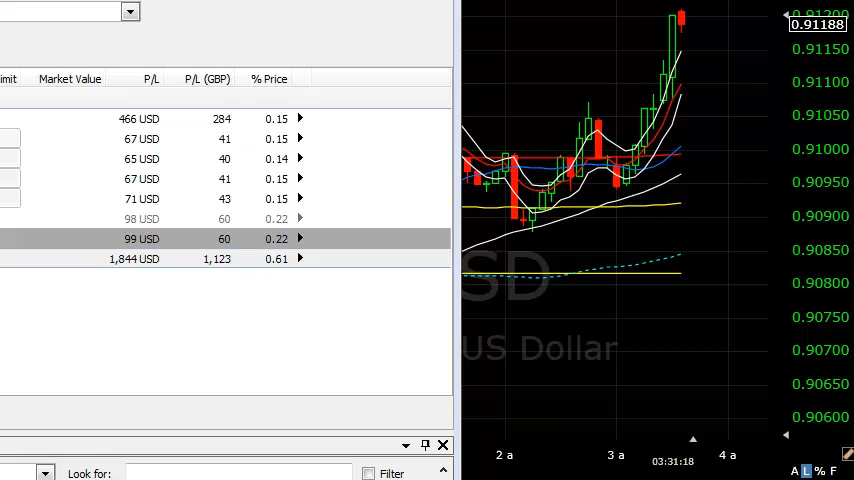 imit Market Value P/L P/L (GBP) % Price
466 USD 284 0.15
67 USD 41 0.15
65 USD 40 0.14
67 USD 41 0.15
71 USD 43 0.15
98 USD 60 0.22
99 USD 60 0.22
1,844 USD 1,123 0.61
Look for: Filter
0.91200
0.91188
0.91150
0.91100
0.91050
0.91000
0.90950
0.90900
0.90850
0.90800
0.90750
0.90700
0.90650
0.90600
SD
US Dollar
2 a 3 a 4 a
03:31:18
A L % F